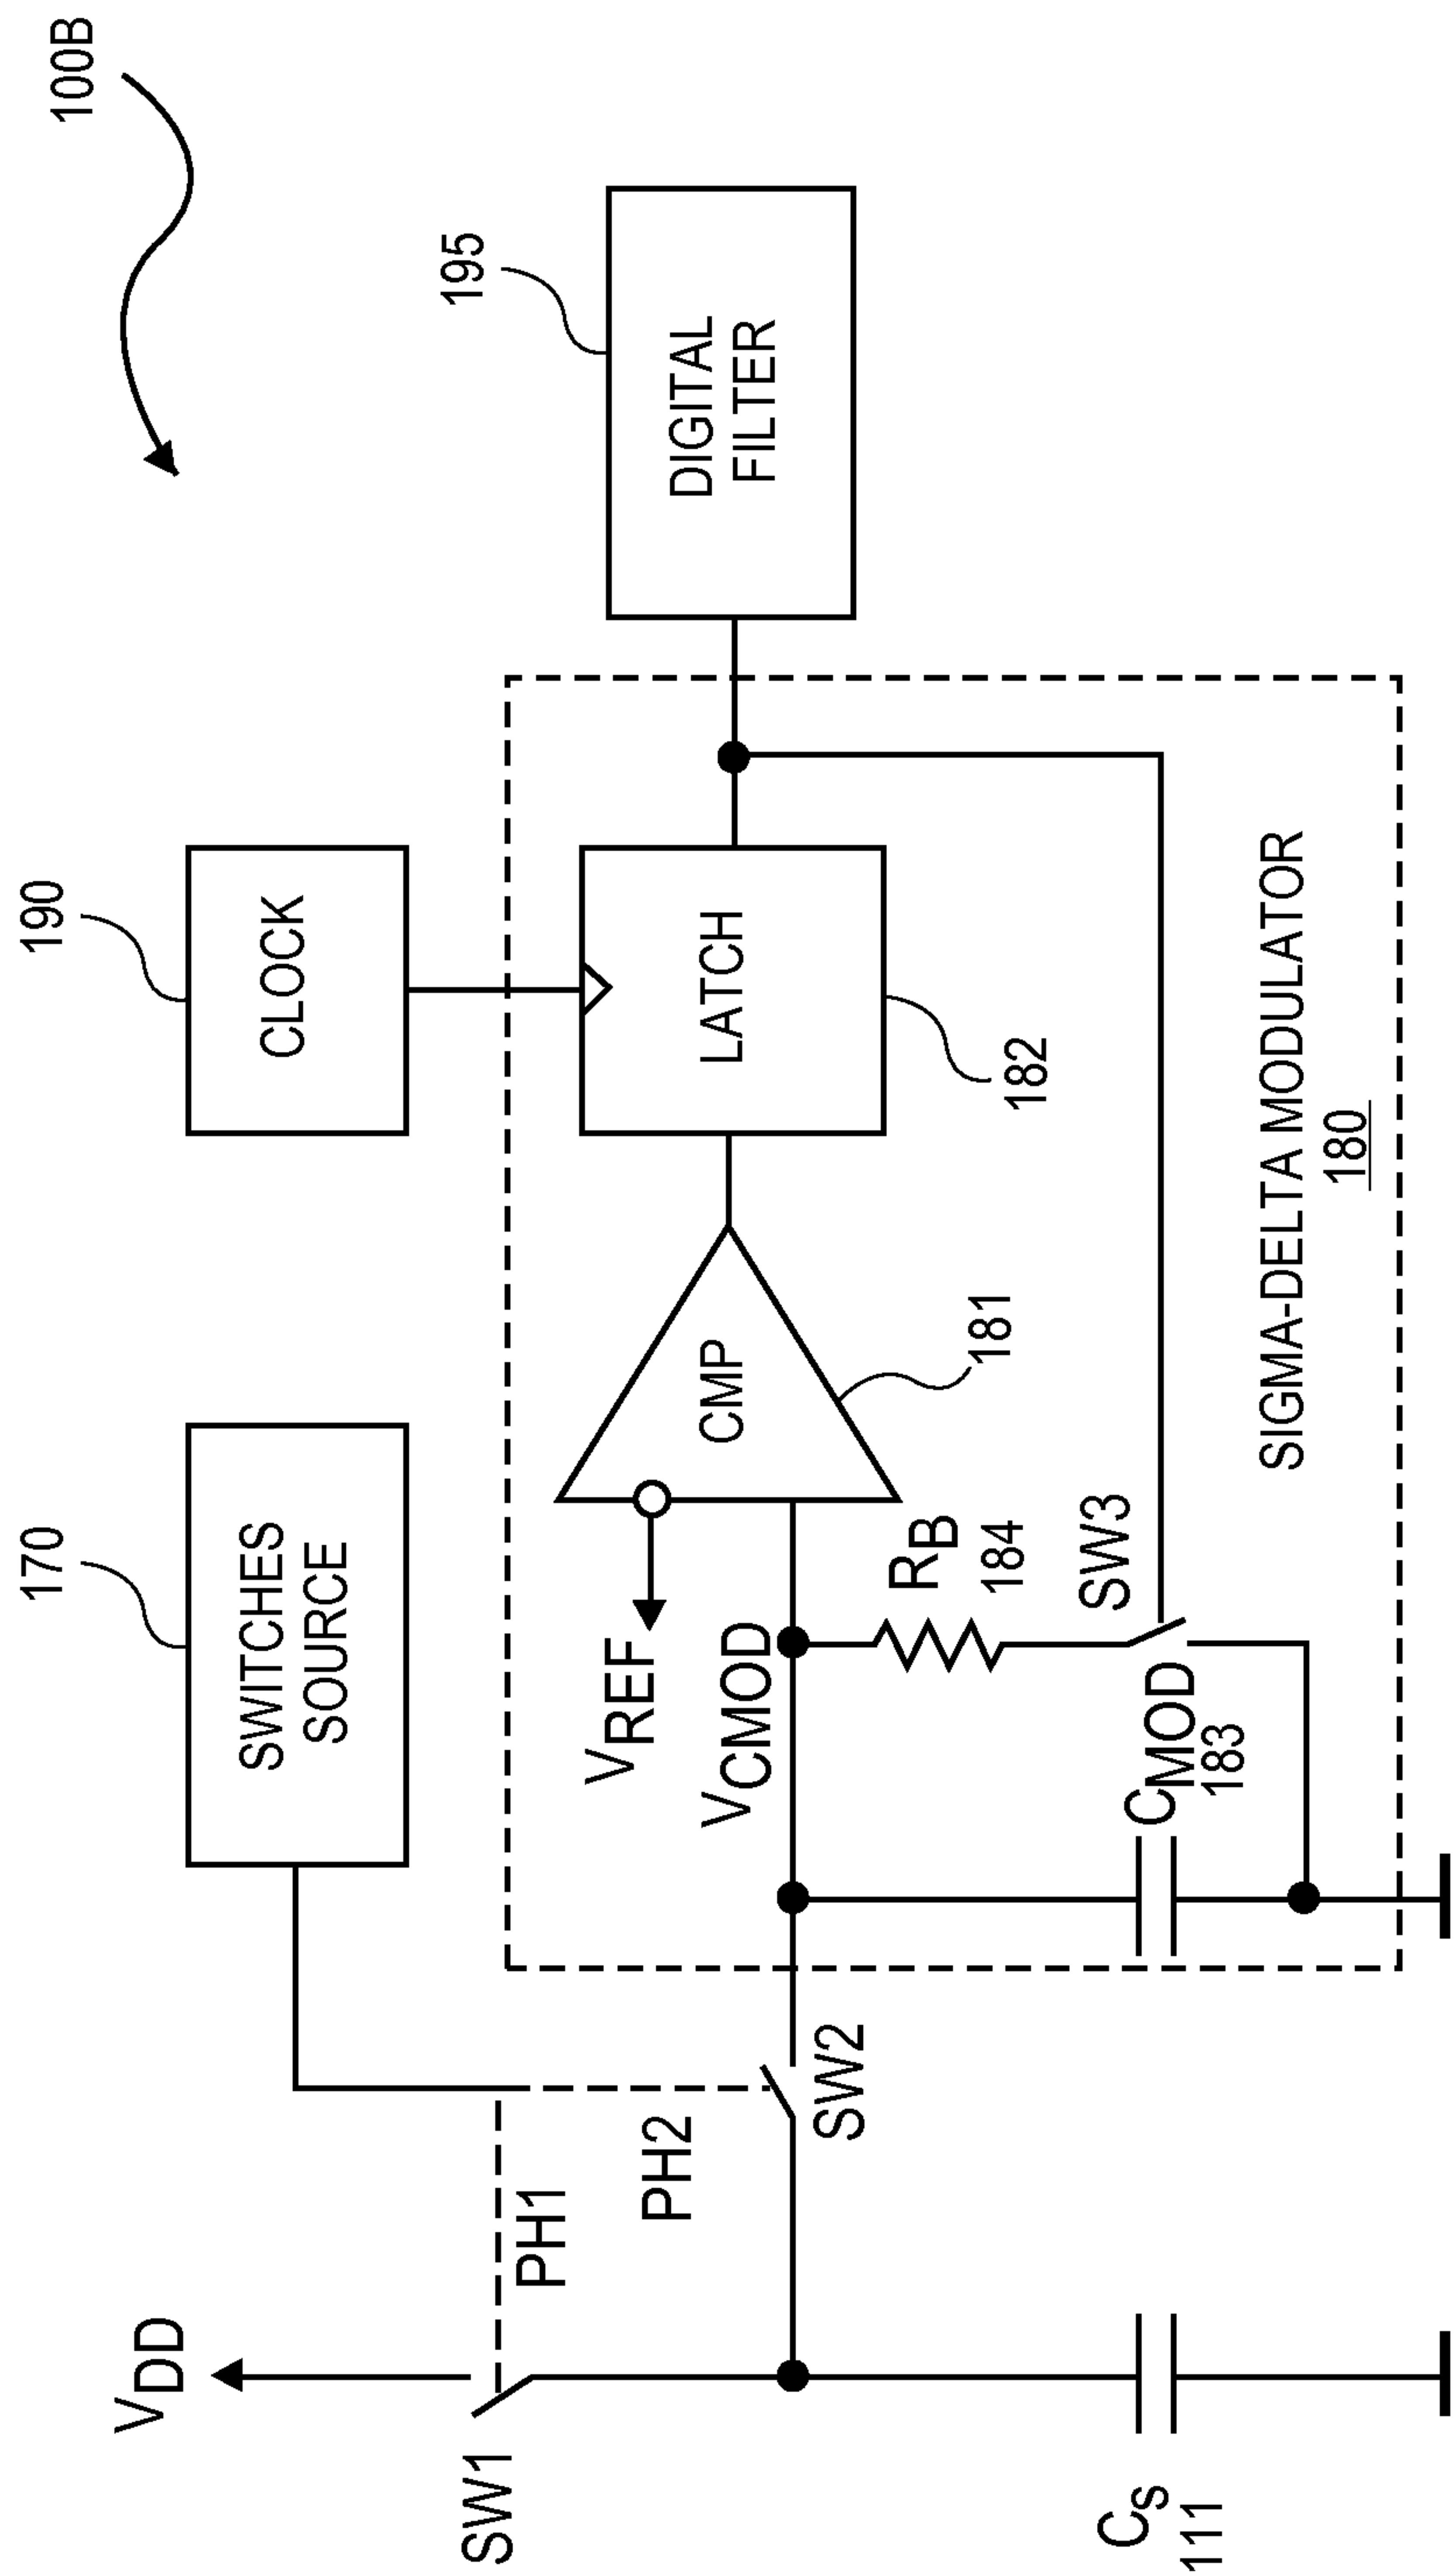 100B
170
190
SWITCHES
SOURCE
CLOCK
195
VDD
SW1
PH1
PH2
VREF
CMP
LATCH
DIGITAL
FILTER
VCMOD
SW2
181
182
RB
184
SW3
CS
111
CMOD
183
SIGMA-DELTA MODULATOR
180